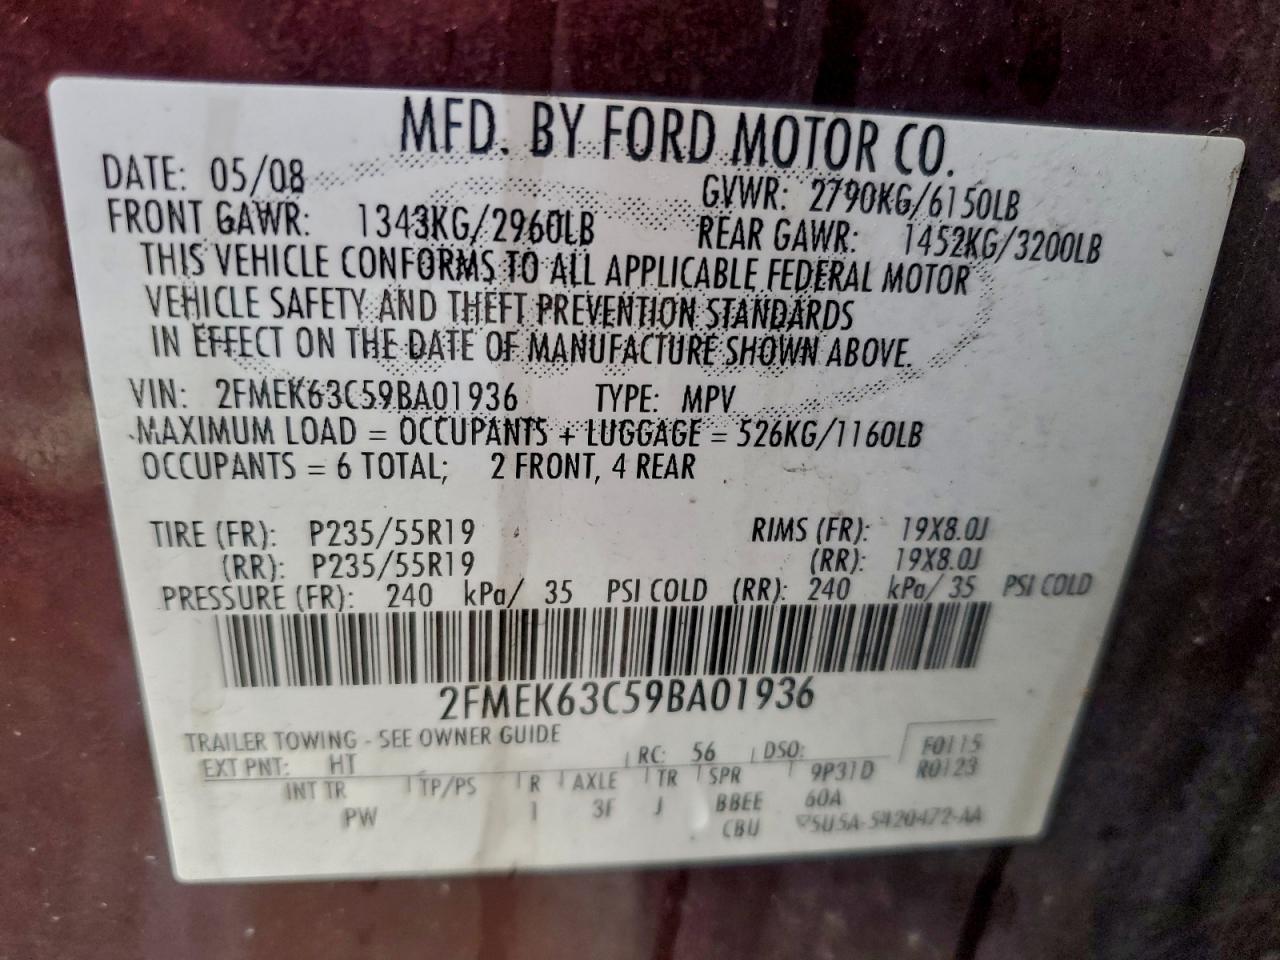 MFD. BY FORD MOTOR CO.
DATE: 05/08 GVWR: 2790KG/6150LB
FRONT GAWR: 1343KG/2960LB REAR GAWR: 1452KG/3200LB
THIS VEHICLE CONFORMS TO ALL APPLICABLE FEDERAL MOTOR
VEHICLE SAFETY AND THEFT PREVENTION STANDARDS
IN EFFECT ON THE DATE OF MANUFACTURE SHOWN ABOVE.
VIN: 2FMEK63C59BA01936 TYPE: MPV
MAXIMUM LOAD = OCCUPANTS + LUGGAGE = 526KG/1160LB
OCCUPANTS = 6 TOTAL; 2 FRONT, 4 REAR
TIRE (FR): P235/55R19 RIMS (FR): 19X8.0J
(RR): P235/55R19 (RR): 19X8.0J
PRESSURE (FR): 240 kPa/ 35 PSI COLD (RR): 240 kPa/ 35 PSI COLD
2FMEK63C59BA01936
TRAILER TOWING - SEE OWNER GUIDE
EXT PNT: HT RC: 56 DSO: F0115
R0123
INT TR TP/PS R AXLE TR SPR 9P31D
PW 1 3F J BBEE 60A
CBU 5U5A-5420472-AA